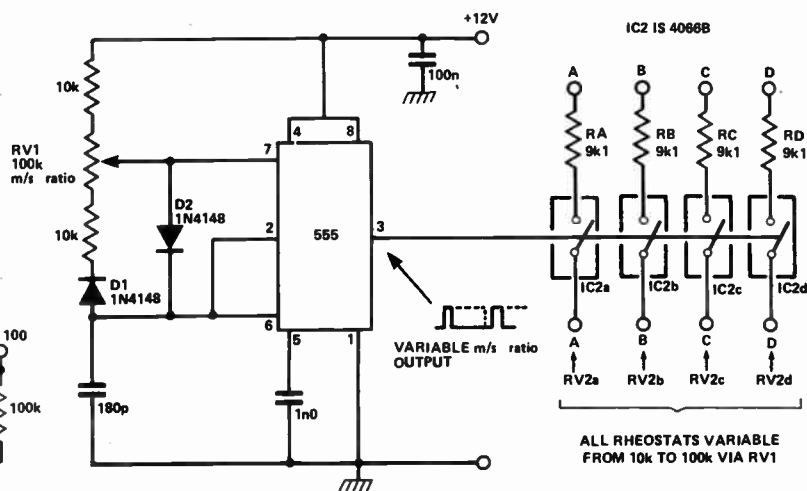 +12V
IC2 IS 4066B
10k
100n
A
B
C
D
RV1
100k
m/s ratio
4
8
7
RA
9k1
RB
9k1
RC
9k1
RD
9k1
D2
1N4148
2
555
3
10k
D1
1N4148
6
IC2a
IC2b
IC2c
IC2d
5
1
VARIABLE m/s ratio
OUTPUT
A
B
C
D
RV2a
RV2b
RV2c
RV2d
100
100k
180p
1n0
ALL RHEOSTATS VARIABLE
FROM 10k TO 100k VIA RV1